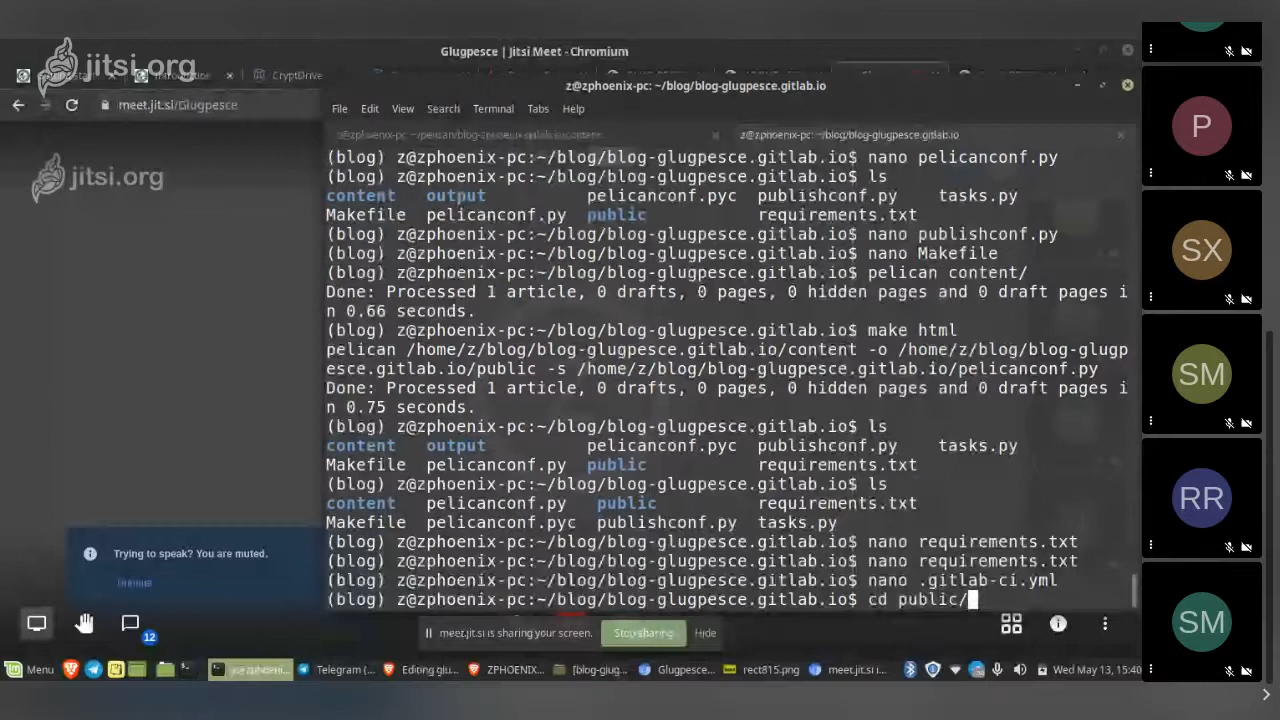 jitsi.org
Glugpesce | Jitsi Meet - Chromium
CryptDrive
meet.jit.si/Glugpesce
jitsi.org
z@zphoenix-pc: ~/blog/blog-glugpesce.gitlab.io
File Edit View Search Terminal Tabs Help
z@zphoenix-pc: ~/blog/blog-glugpesce.gitlab.io
(blog) z@zphoenix-pc:~/blog/blog-glugpesce.gitlab.io$ nano pelicanconf.py
(blog) z@zphoenix-pc:~/blog/blog-glugpesce.gitlab.io$ ls
content output pelicanconf.pyc publishconf.py tasks.py
Makefile pelicanconf.py public requirements.txt
(blog) z@zphoenix-pc:~/blog/blog-glugpesce.gitlab.io$ nano publishconf.py
(blog) z@zphoenix-pc:~/blog/blog-glugpesce.gitlab.io$ nano Makefile
(blog) z@zphoenix-pc:~/blog/blog-glugpesce.gitlab.io$ pelican content/
Done: Processed 1 article, 0 drafts, 0 pages, 0 hidden pages and 0 draft pages i
n 0.66 seconds.
(blog) z@zphoenix-pc:~/blog/blog-glugpesce.gitlab.io$ make html
pelican /home/z/blog/blog-glugpesce.gitlab.io/content -o /home/z/blog/blog-glugp
esce.gitlab.io/public -s /home/z/blog/blog-glugpesce.gitlab.io/pelicanconf.py
Done: Processed 1 article, 0 drafts, 0 pages, 0 hidden pages and 0 draft pages i
n 0.75 seconds.
(blog) z@zphoenix-pc:~/blog/blog-glugpesce.gitlab.io$ ls
content output pelicanconf.pyc publishconf.py tasks.py
Makefile pelicanconf.py public requirements.txt
(blog) z@zphoenix-pc:~/blog/blog-glugpesce.gitlab.io$ ls
content pelicanconf.py public requirements.txt
Makefile pelicanconf.pyc publishconf.py tasks.py
(blog) z@zphoenix-pc:~/blog/blog-glugpesce.gitlab.io$ nano requirements.txt
(blog) z@zphoenix-pc:~/blog/blog-glugpesce.gitlab.io$ nano requirements.txt
(blog) z@zphoenix-pc:~/blog/blog-glugpesce.gitlab.io$ nano .gitlab-ci.yml
(blog) z@zphoenix-pc:~/blog/blog-glugpesce.gitlab.io$ cd public/
Trying to speak? You are muted.
12
meet.jit.si is sharing your screen. Stop sharing Hide
Menu Telegram (... Editing glu... ZPHOENIX... [blog-glug... Glugpesce... rect815.png meet.jit.si i... Wed May 13, 15:40
P
SX
SM
RR
SM